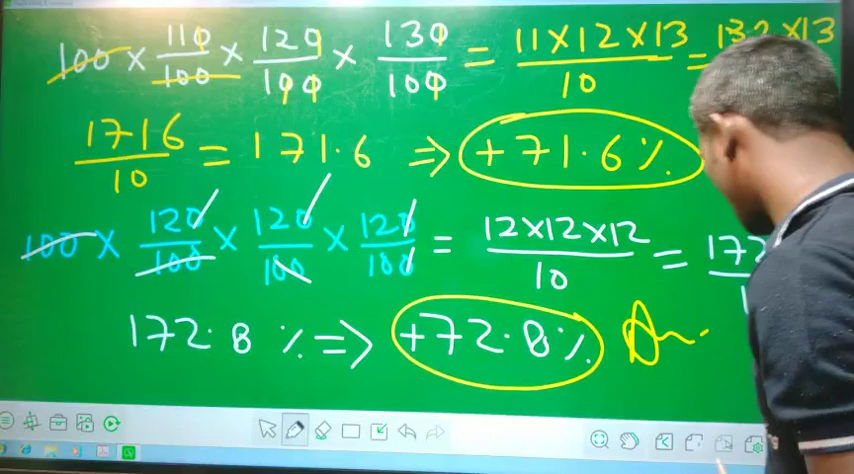 100 × 110/100 × 120/100 × 130/100 = 11×12×13/10 = 132×13
1716/10 = 171.6 ⇒ +71.6%
100 × 120/100 × 120/100 × 120/100 = 12×12×12/10 = 172
172.8 % ⇒ +72.8%